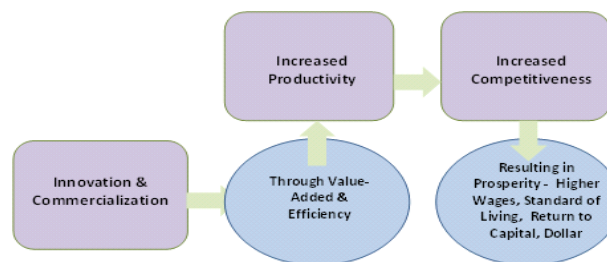 Innovation &
Commercialization
Through Value-
Added &
Efficiency
Increased
Productivity
Increased
Competitiveness
Resulting in
Prosperity - Higher
Wages, Standard of
Living, Return to
Capital, Dollar